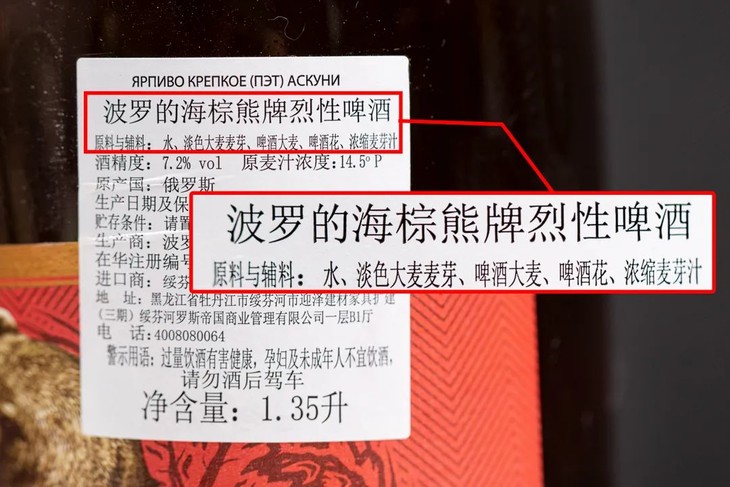 ЯРПИВО КРЕПКОЕ (ПЭТ) АСКУНИ
波罗的海棕熊牌烈性啤酒
原料与辅料：水、淡色大麦麦芽、啤酒大麦、啤酒花、浓缩麦芽汁
酒精度：7.2% vol 原麦汁浓度:14.5º P
原产国：俄罗斯
生产日期及保
贮存条件：请置
生产商：波罗
在华注册编号
进口商：绥芬
地 址：黑龙江省牡丹江市绥芬河市迎泽建材家具扩建
（三期）绥芬河罗斯帝国商业管理有限公司一层B1厅
电 话:4008080064
警示用语：过量饮酒有害健康，孕妇及未成年人不宜饮酒，
请勿酒后驾车
净含量：1.35升
波罗的海棕熊牌烈性啤酒
原料与辅料：水、淡色大麦麦芽、啤酒大麦、啤酒花、浓缩麦芽汁